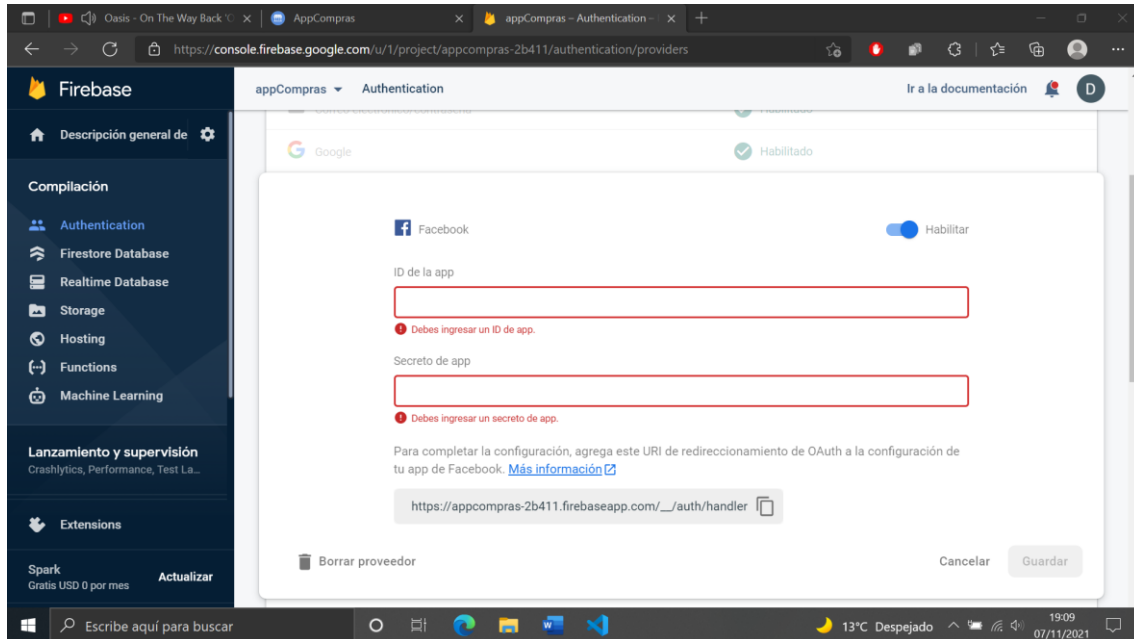 Oasis - On The Way Back 'O
AppCompras
appCompras – Authentication –
https://console.firebase.google.com/u/1/project/appcompras-2b411/authentication/providers
Firebase
appCompras
Authentication
Ir a la documentación
D
Descripción general de
Correo electrónico/contraseña
Habilitado
Google
Habilitado
Compilación
Authentication
Firestore Database
Realtime Database
Storage
Hosting
Functions
Machine Learning
Lanzamiento y supervisión
Crashlytics, Performance, Test La...
Extensions
Spark
Gratis USD 0 por mes
Actualizar
Facebook
Habilitar
ID de la app
Debes ingresar un ID de app.
Secreto de app
Debes ingresar un secreto de app.
Para completar la configuración, agrega este URI de redireccionamiento de OAuth a la configuración de
tu app de Facebook. Más información
https://appcompras-2b411.firebaseapp.com/__/auth/handler
Borrar proveedor
Cancelar
Guardar
Escribe aquí para buscar
13°C Despejado
19:09
07/11/2021